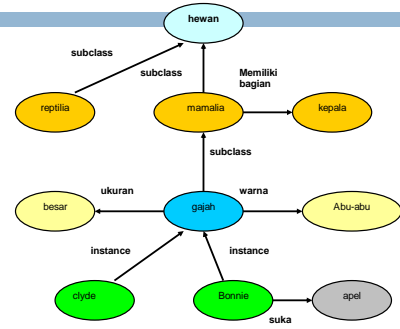 hewan
subclass
subclass
Memiliki
bagian
reptilia
mamalia
kepala
subclass
ukuran
warna
besar
gajah
Abu-abu
instance
instance
clyde
Bonnie
apel
suka